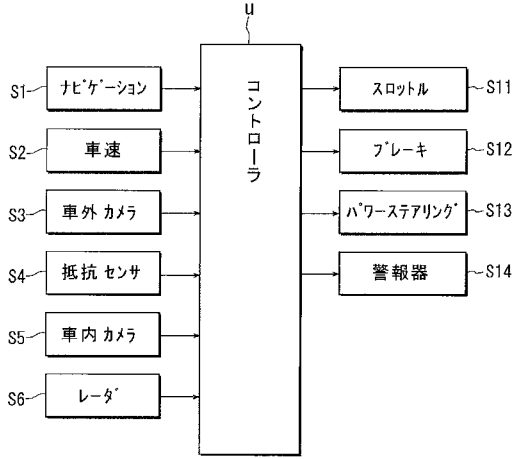 u
コントローラ
S1 ﾅﾋﾞｹﾞｰｼｮﾝ
S2 車速
S3 車外ｶﾒﾗ
S4 抵抗ｾﾝｻ
S5 車内ｶﾒﾗ
S6 ﾚｰﾀﾞ
ｽﾛｯﾄﾙ S11
ﾌﾞﾚｰｷ S12
ﾊﾟﾜｰｽﾃｱﾘﾝｸﾞ S13
警報器 S14